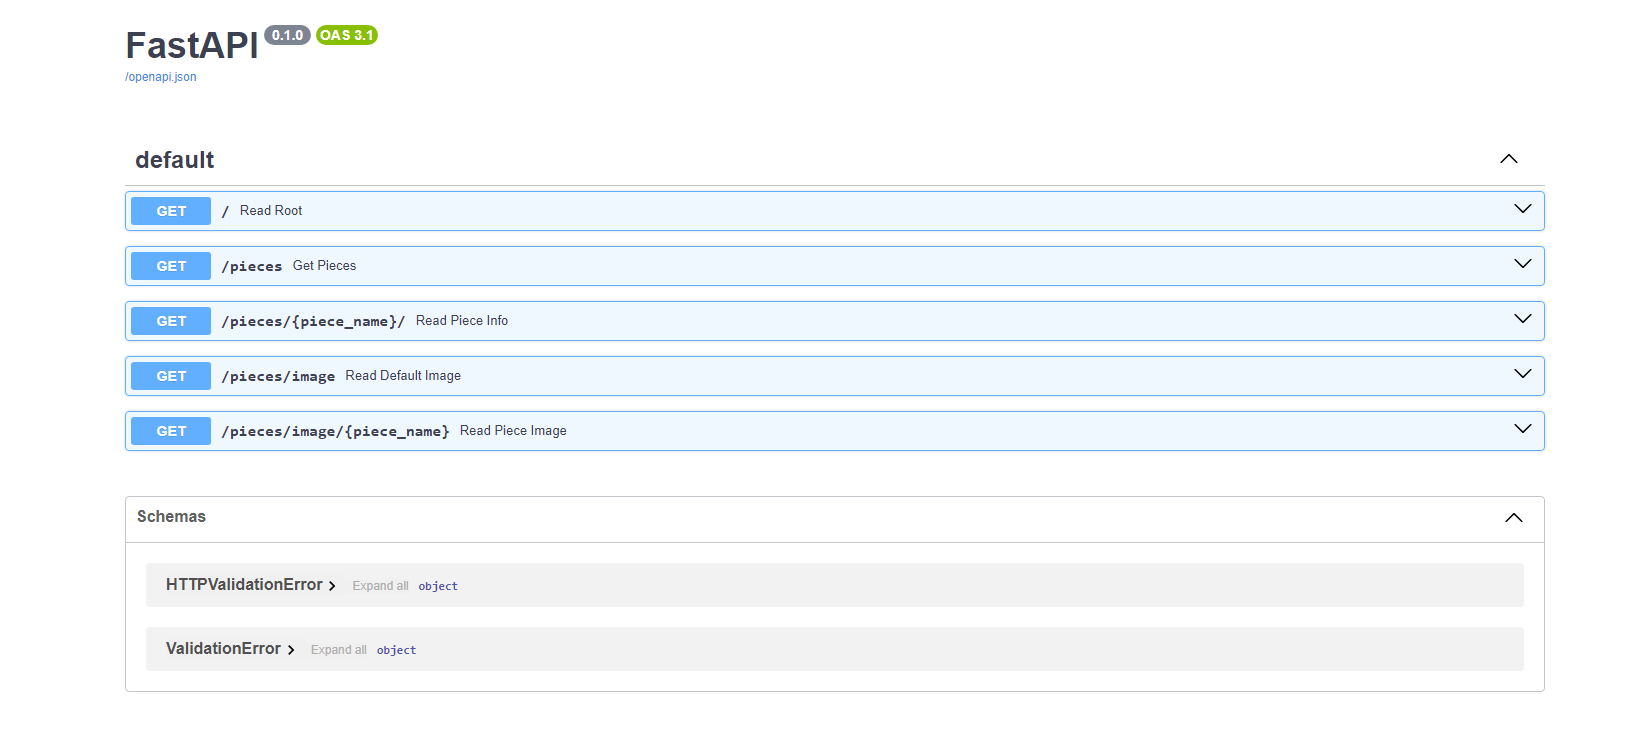 FastAPI 0.1.0 OAS 3.1
/openapi.json
default
GET / Read Root
GET /pieces Get Pieces
GET /pieces/{piece_name}/ Read Piece Info
GET /pieces/image Read Default Image
GET /pieces/image/{piece_name} Read Piece Image
Schemas
HTTPValidationError Expand all object
ValidationError Expand all object